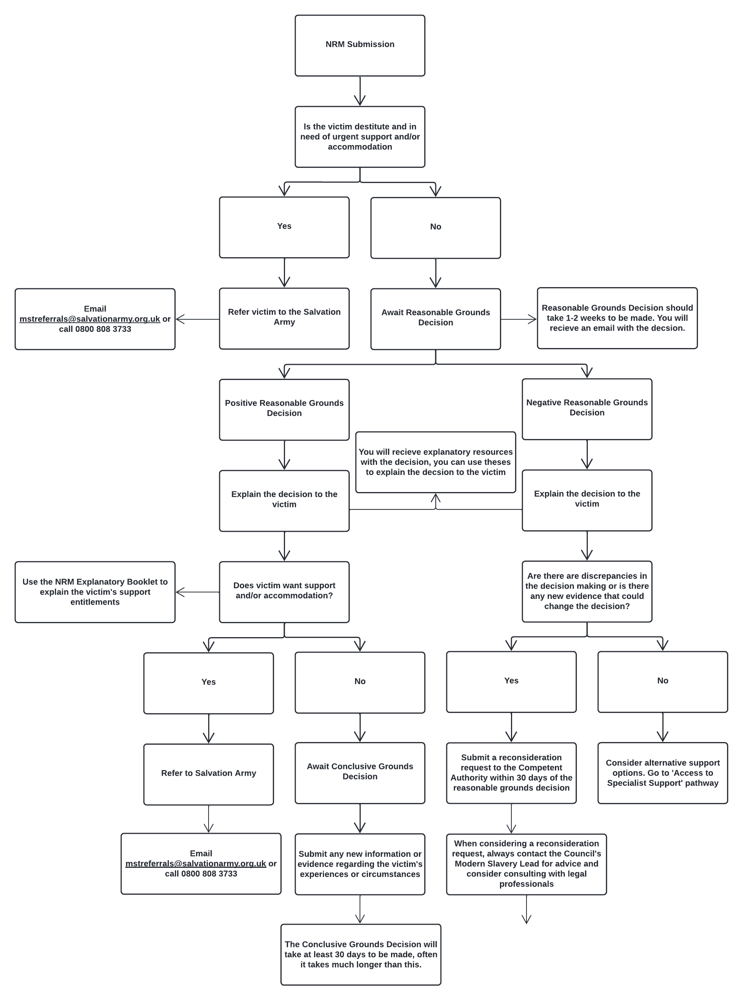 NRM Submission
Is the victim destitute and in
need of urgent support and/or
accommodation
Yes
No
Email
mstreferrals@salvationarmy.org.uk or
call 0800 808 3733
Refer victim to the Salvation
Army
Await Reasonable Grounds
Decision
Reasonable Grounds Decision should
take 1-2 weeks to be made. You will
recieve an email with the decsion.
Positive Reasonable Grounds
Decision
Negative Reasonable Grounds
Decision
You will recieve explanatory resources
with the decision, you can use theses
to explain the decsion to the victim
Explain the decision to the
victim
Explain the decision to the
victim
Use the NRM Explanatory Booklet to
explain the victim's support
entitlements
Does victim want support
and/or accommodation?
Are there are discrepancies in
the decision making or is there
any new evidence that could
change the decision?
Yes
No
Yes
No
Refer to Salvation Army
Await Conclusive Grounds
Decision
Submit a reconsideration
request to the Competent
Authority within 30 days of the
reasonable grounds decision
Consider alternative support
options. Go to 'Access to
Specialist Support' pathway
Email
mstreferrals@salvationarmy.org.uk or
call 0800 808 3733
Submit any new information or
evidence regarding the victim's
experiences or circumstances
When considering a reconsideration
request, always contact the Council's
Modern Slavery Lead for advice and
consider consulting with legal
professionals
The Conclusive Grounds Decision will
take at least 30 days to be made, often
it takes much longer than this.